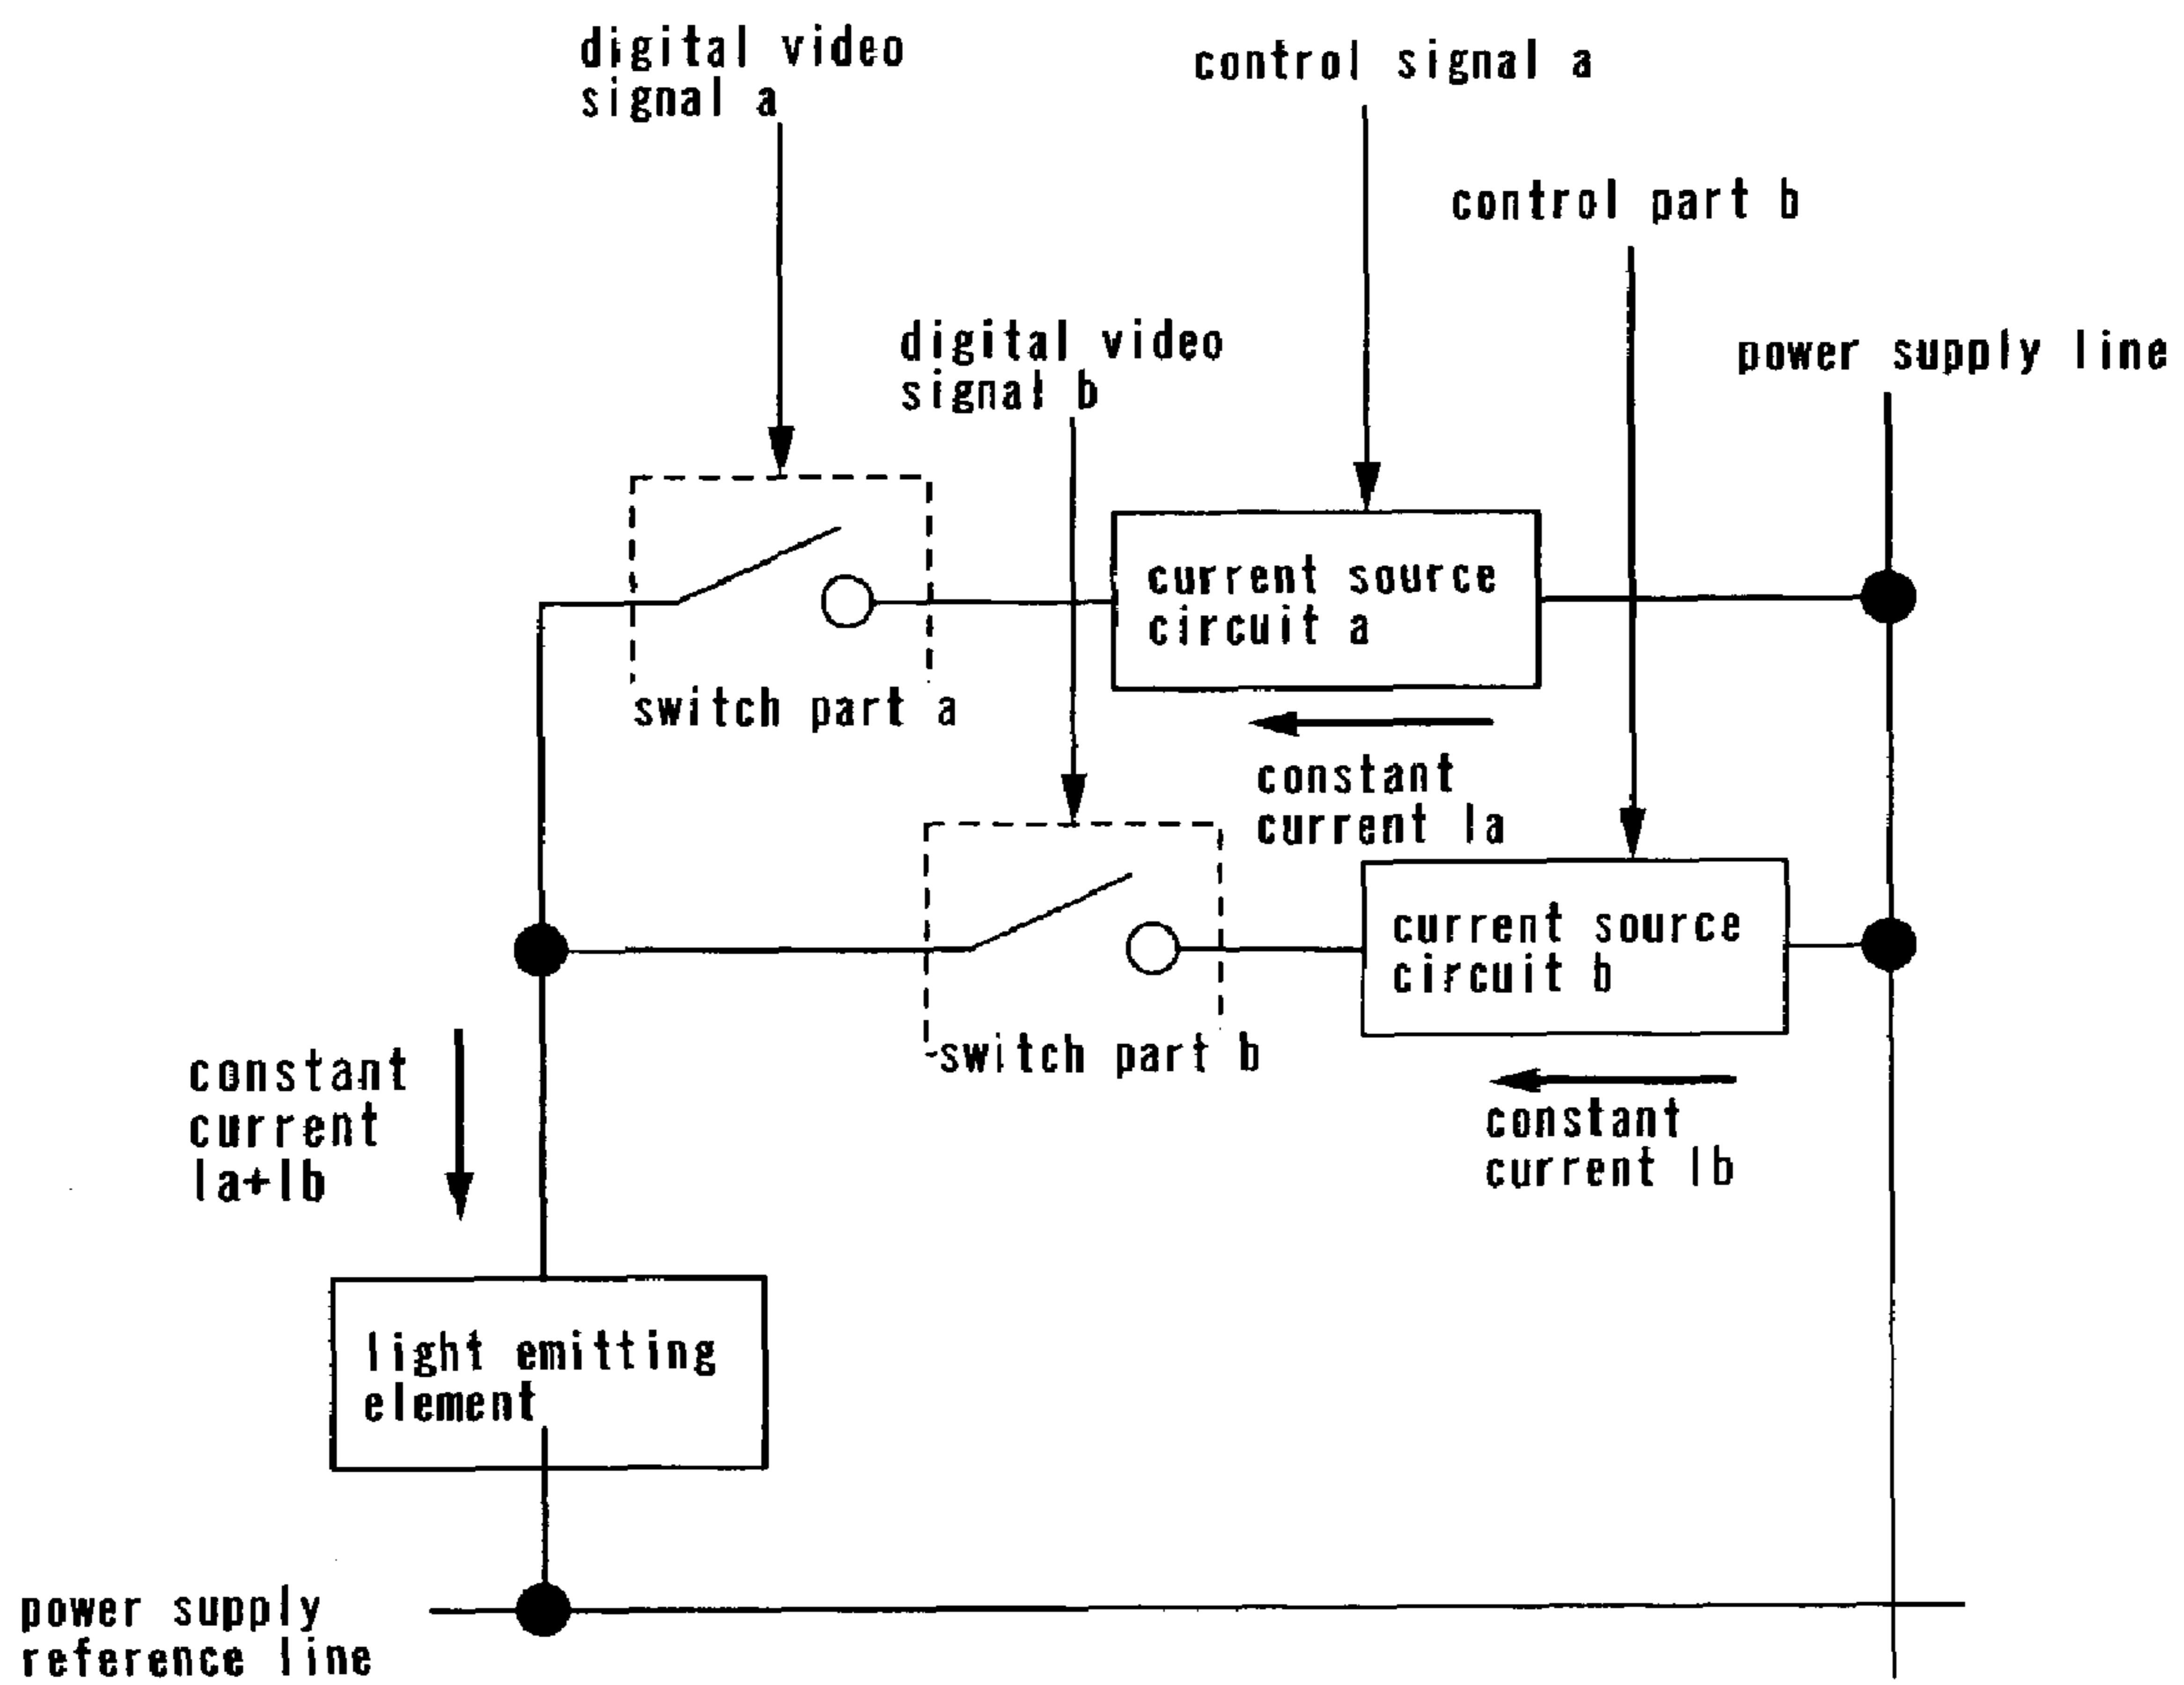 digital video
signal a
control signal a
control part b
digital video
signal b
power supply line
current source
circuit a
switch part a
constant
current Ia
current source
circuit b
switch part b
constant
current
Ia+Ib
constant
current Ib
light emitting
element
power supply
reference line